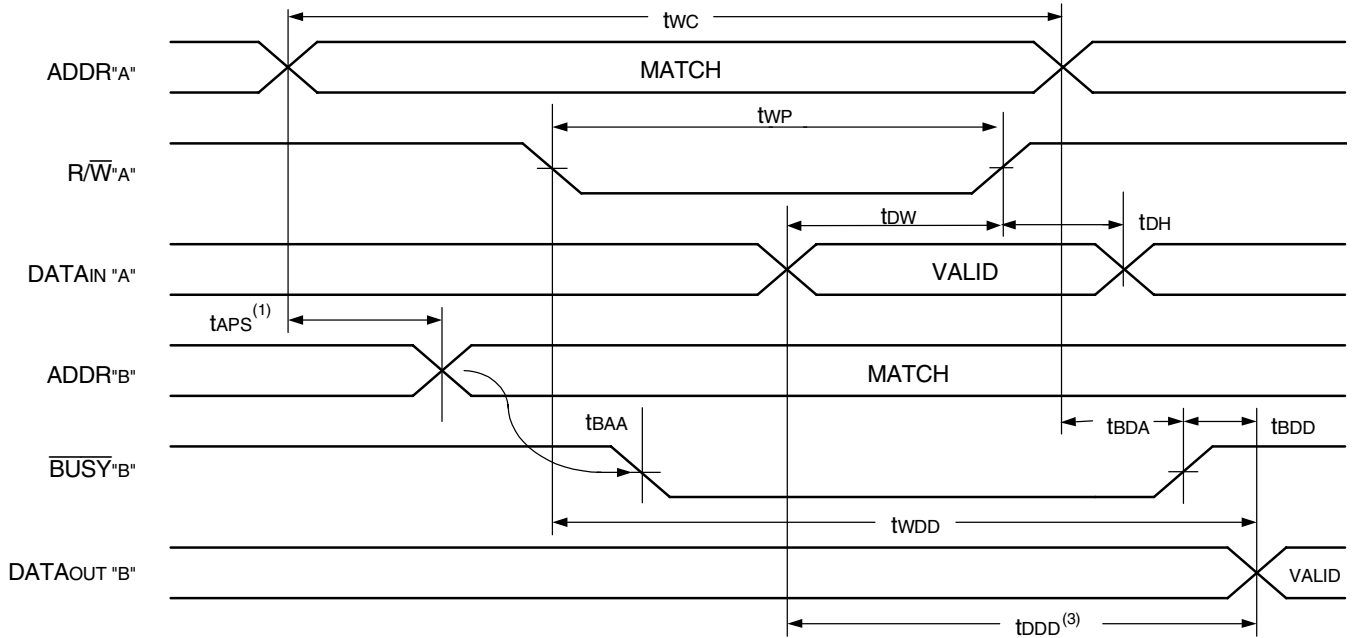 tWC
ADDR"A"
MATCH
tWP
R/W̅"A"
tDW
tDH
DATAIN "A"
VALID
tAPS(1)
ADDR"B"
MATCH
tBAA
tBDA
tBDD
B̅U̅S̅Y̅"B"
tWDD
DATAOUT "B"
VALID
tDDD(3)